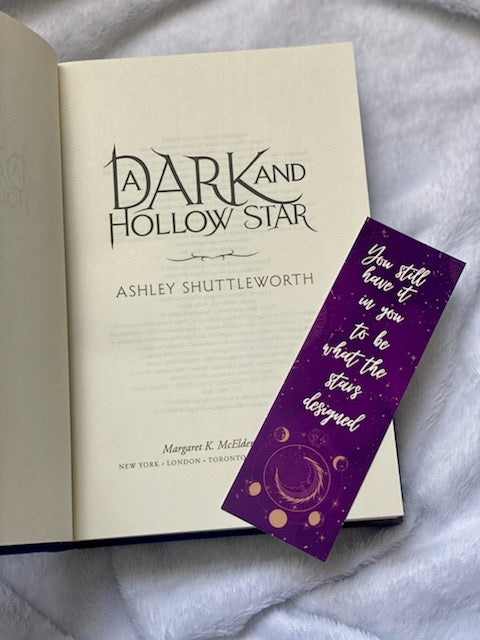 A DARK AND
HOLLOW STAR
ASHLEY SHUTTLEWORTH
Margaret K. McElder
NEW YORK • LONDON • TORONTO
You still
have it
in you
to be
what the
stars
designed